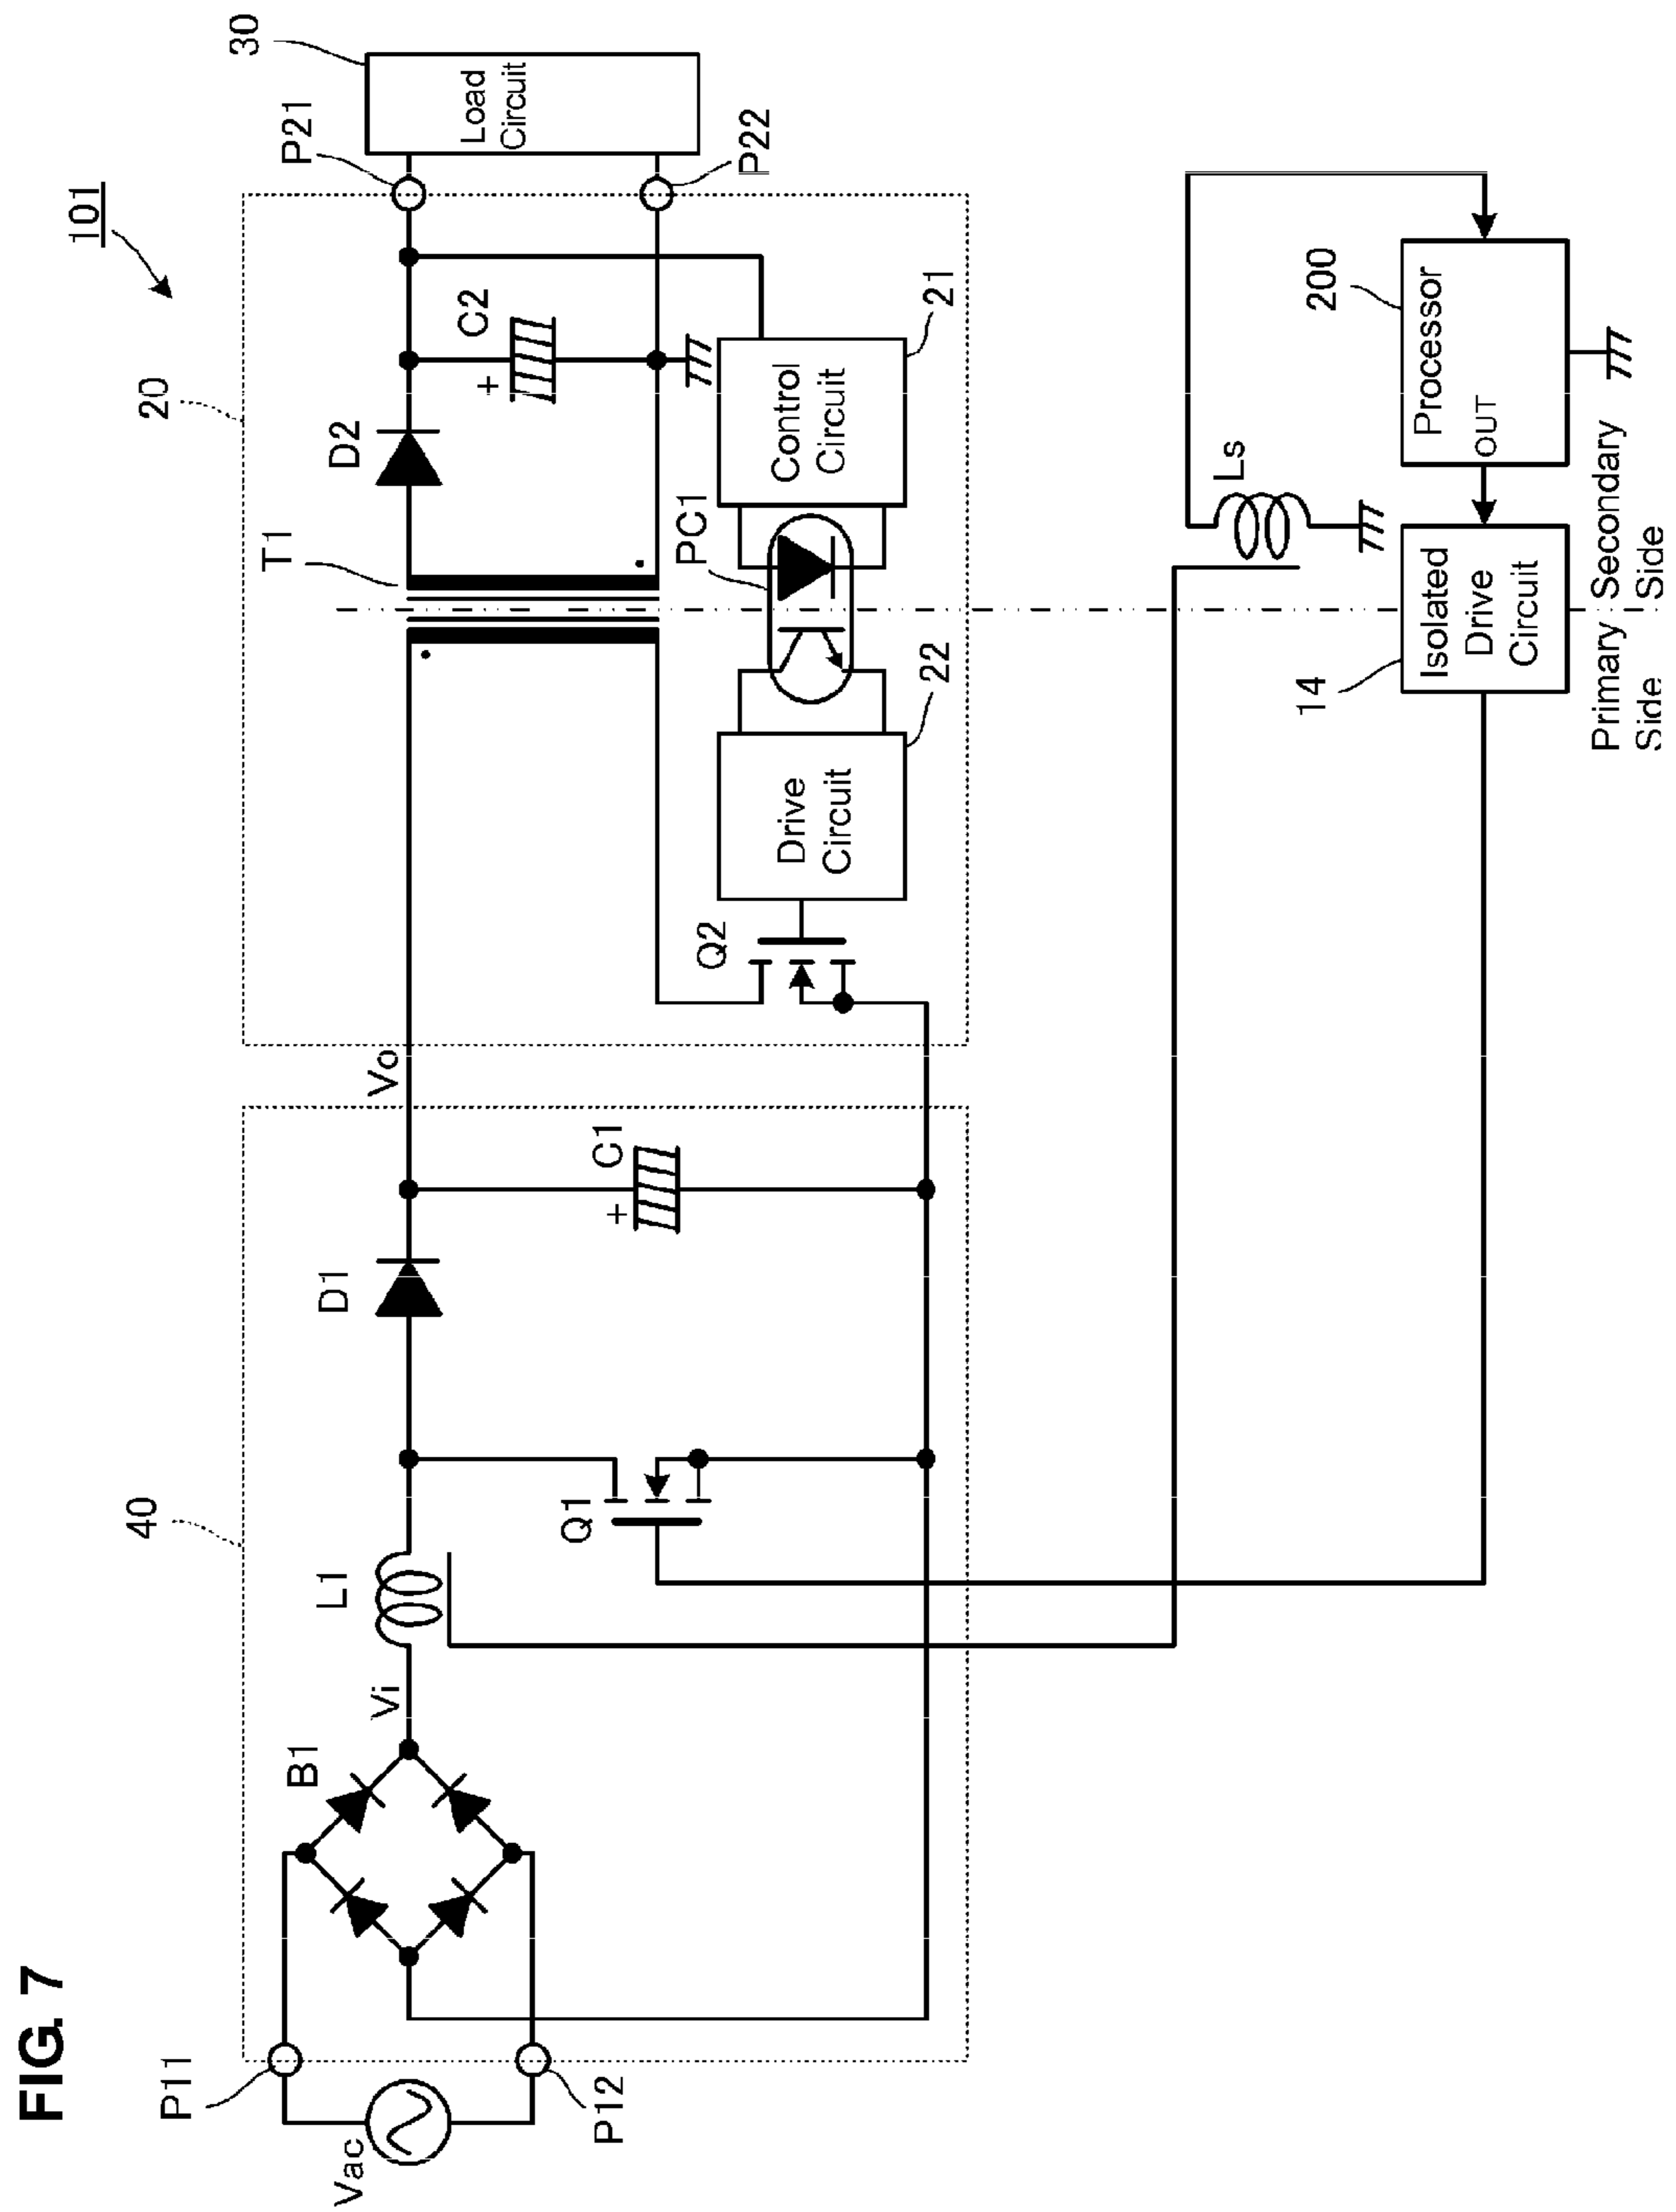 FIG. 7
101
40
20
30
P11
Vac
P12
B1
Vi
L1
Q1
D1
C1
+
Vo
T1
D2
C2
+
P21
P22
Load
Circuit
Q2
Drive
Circuit
22
PC1
Control
Circuit
21
Ls
14
Isolated
Drive
Circuit
200
Processor
OUT
Primary Secondary
Side Side